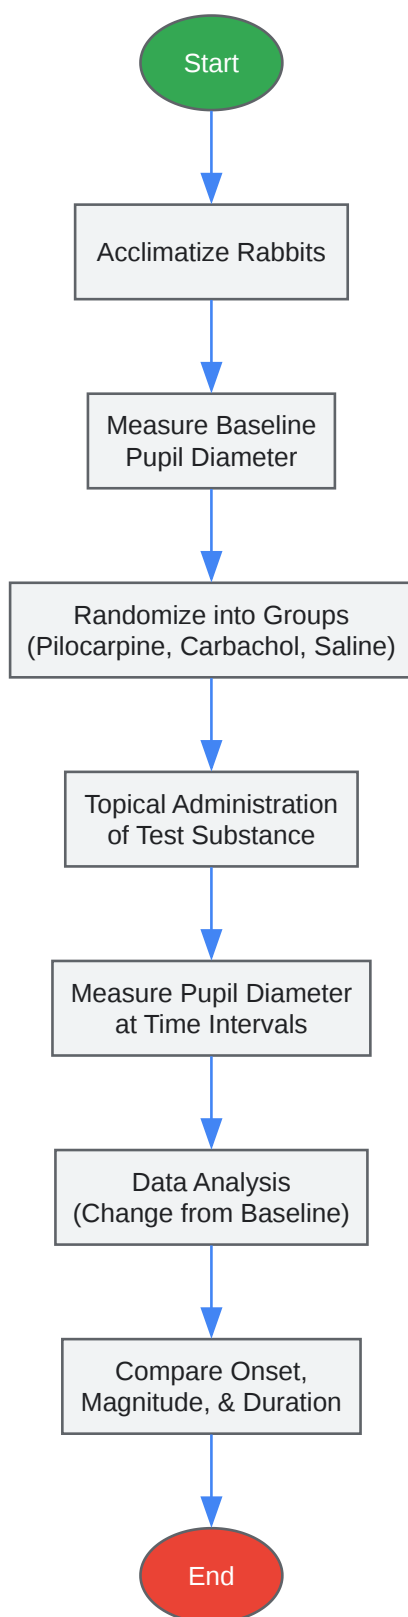 Start
Acclimatize Rabbits
Measure Baseline
Pupil Diameter
Randomize into Groups
(Pilocarpine, Carbachol, Saline)
Topical Administration
of Test Substance
Measure Pupil Diameter
at Time Intervals
Data Analysis
(Change from Baseline)
Compare Onset,
Magnitude, & Duration
End